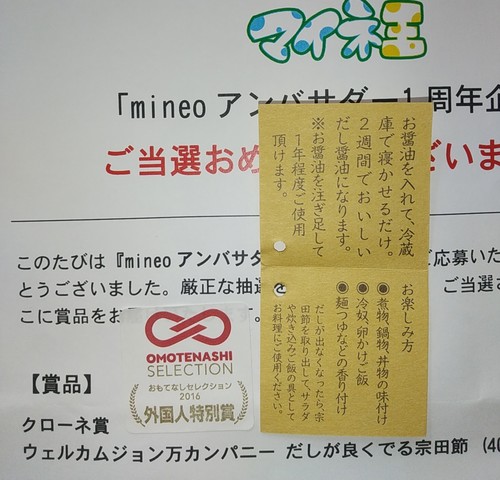 マイネ王
「mineo アンバサダー1周年企
ご当選おめ
ざいま
このたびは『mineo アンバサ
ご応募いた
とうございました。厳正な抽選を
ご当選さ
こに賞品をお
す。
【賞品】
クローネ賞
ウェルカムジョン万カンパニー だしが良くでる宗田節 (40
お醤油を入れて、冷蔵
庫で寝かせるだけ。
2週間でおいしい
だし醤油になります。
※お醤油を注ぎ足して
1年程度ご使用
頂けます。
お楽しみ方
◉煮物、鍋物、丼物の味付け
◉冷奴、卵かけご飯
◉麺つゆなどの香り付け
だしが出なくなったら、宗
田節を取り出して、サラダ
や炊き込みご飯の具として
お料理にご使用ください。
OMOTENASHI
SELECTION
おもてなしセレクション
2016
外国人特別賞